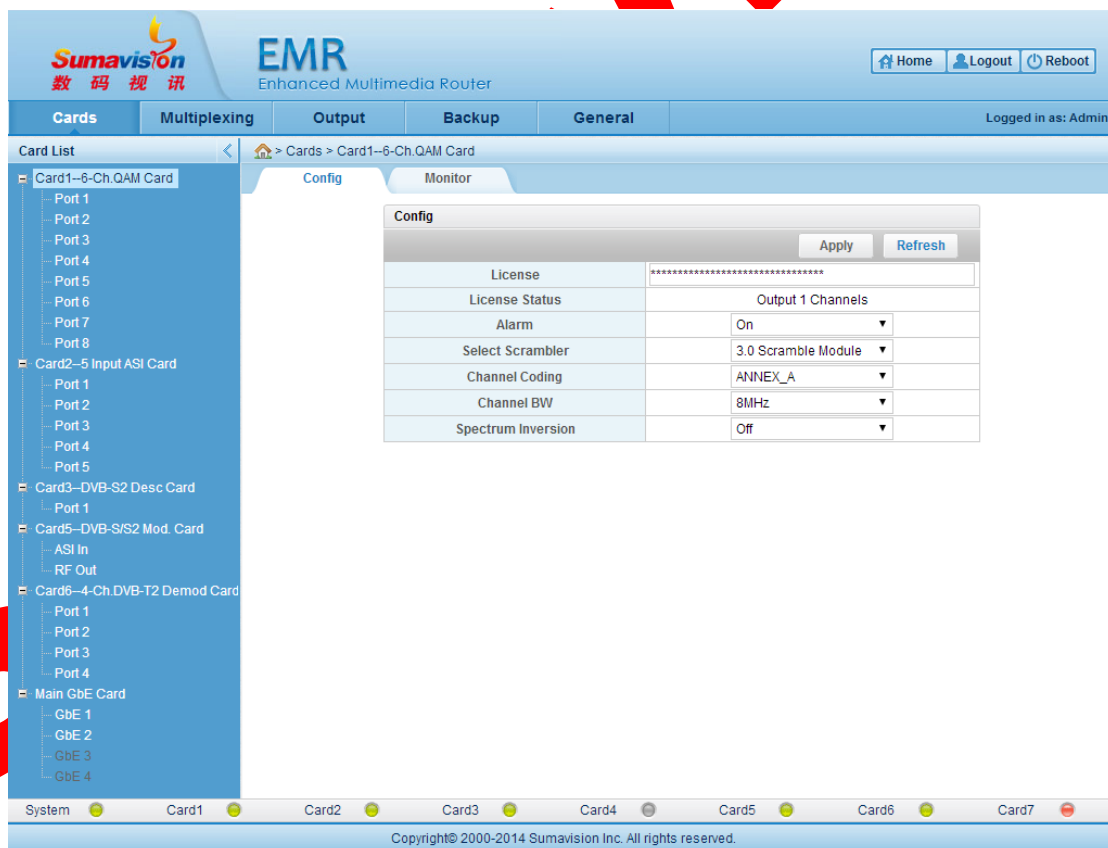 Sumavision
数 码 视 讯
EMR
Enhanced Multimedia Router
Home
Logout
Reboot
Cards
Multiplexing
Output
Backup
General
Logged in as: Admin
Card List
> Cards > Card1--6-Ch.QAM Card
Config
Monitor
Card1--6-Ch.QAM Card
Port 1
Port 2
Port 3
Port 4
Port 5
Port 6
Port 7
Port 8
Card2--5 Input ASI Card
Port 1
Port 2
Port 3
Port 4
Port 5
Card3--DVB-S2 Desc Card
Port 1
Card5--DVB-S/S2 Mod. Card
ASI In
RF Out
Card6--4-Ch.DVB-T2 Demod Card
Port 1
Port 2
Port 3
Port 4
Main GbE Card
GbE 1
GbE 2
GbE 3
GbE 4
Config
Apply
Refresh
License ********************************
License Status Output 1 Channels
Alarm On
Select Scrambler 3.0 Scramble Module
Channel Coding ANNEX_A
Channel BW 8MHz
Spectrum Inversion Off
System Card1 Card2 Card3 Card4 Card5 Card6 Card7
Copyright© 2000-2014 Sumavision Inc. All rights reserved.